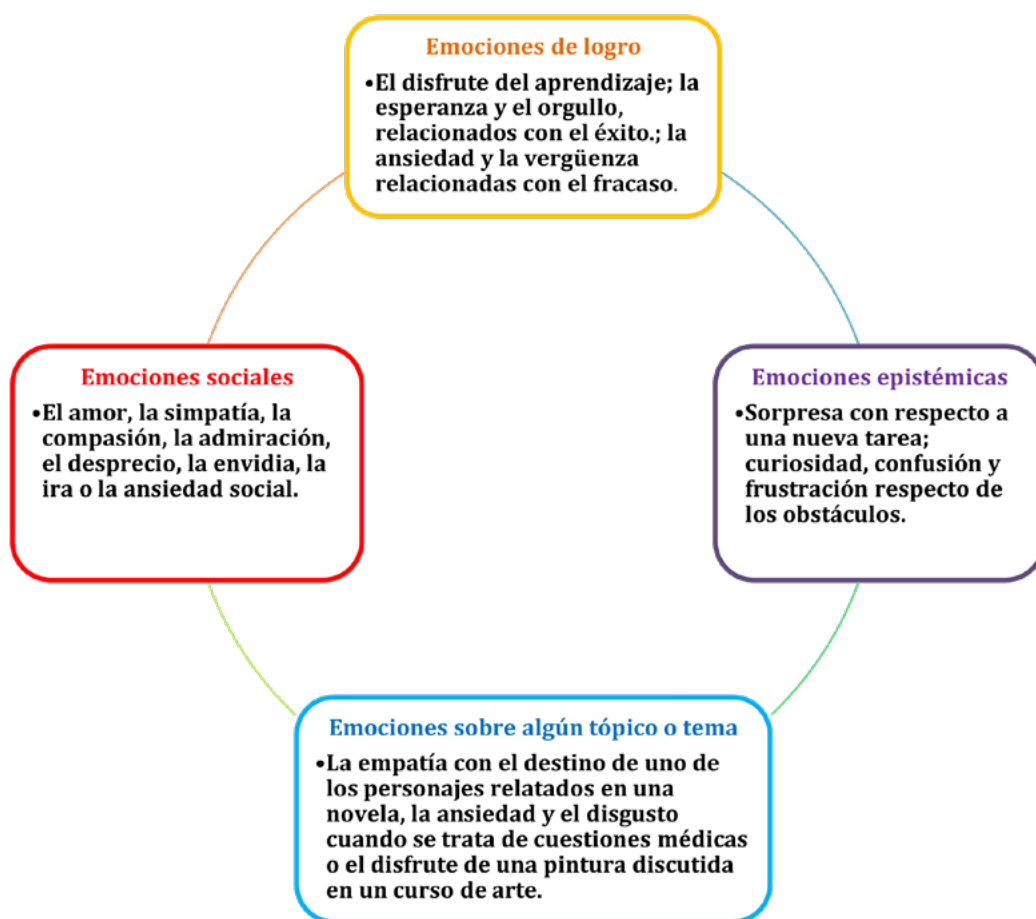 Emociones de logro
•El disfrute del aprendizaje; la
esperanza y el orgullo,
relacionados con el éxito.; la
ansiedad y la vergüenza
relacionadas con el fracaso.
Emociones sociales
•El amor, la simpatía, la
compasión, la admiración,
el desprecio, la envidia, la
ira o la ansiedad social.
Emociones epistémicas
•Sorpresa con respecto a
una nueva tarea;
curiosidad, confusión y
frustración respecto de
los obstáculos.
Emociones sobre algún tópico o tema
•La empatía con el destino de uno de
los personajes relatados en una
novela, la ansiedad y el disgusto
cuando se trata de cuestiones médicas
o el disfrute de una pintura discutida
en un curso de arte.